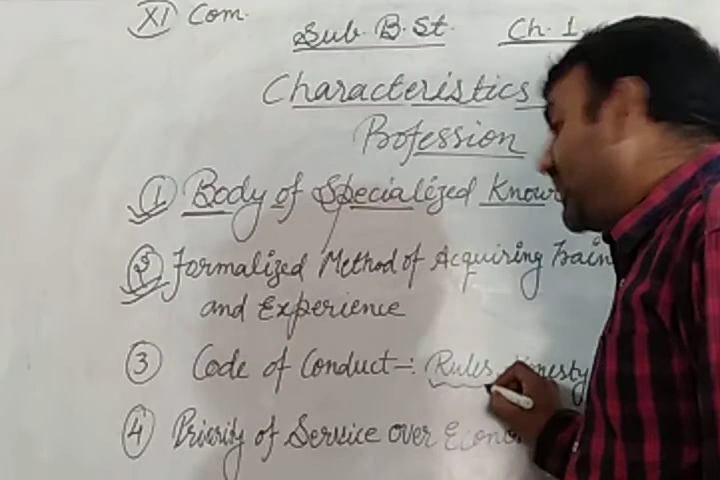 XI Com.
Sub. B. St. Ch. 1
Characteristics
Profession
1 Body of Specialized
2 Formalized Method of Acquiring
and Experience
3 Code of Conduct -: Rules,
4 Priority of Service over